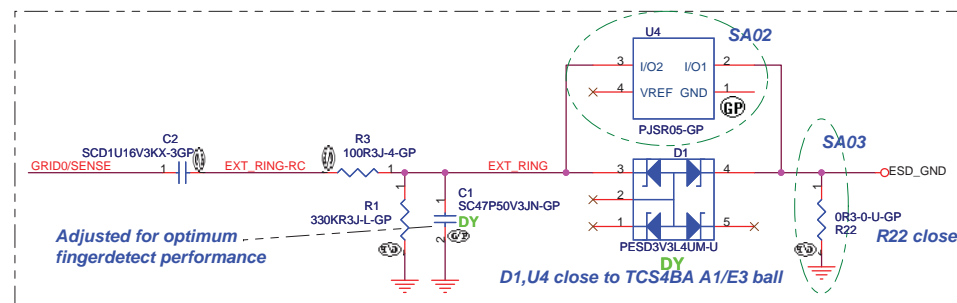 U4
SA02
3 I/O2 I/O1 2
4 VREF GND 1
GP
PJSR05-GP
C2
SCD1U16V3KX-3GP
GRID0/SENSE
1
EXT_RING-RC
R3
100R3J-4-GP
EXT_RING
D1
3 4
2
1 5
PESD3V3L4UM-U
DY
SA03
ESD_GND
1
0R3-0-U-GP
R22
R22 close
1
R1
330KR3J-L-GP
1
C1
SC47P50V3JN-GP
DY
2
Adjusted for optimum
fingerdetect performance
D1,U4 close to TCS4BA A1/E3 ball